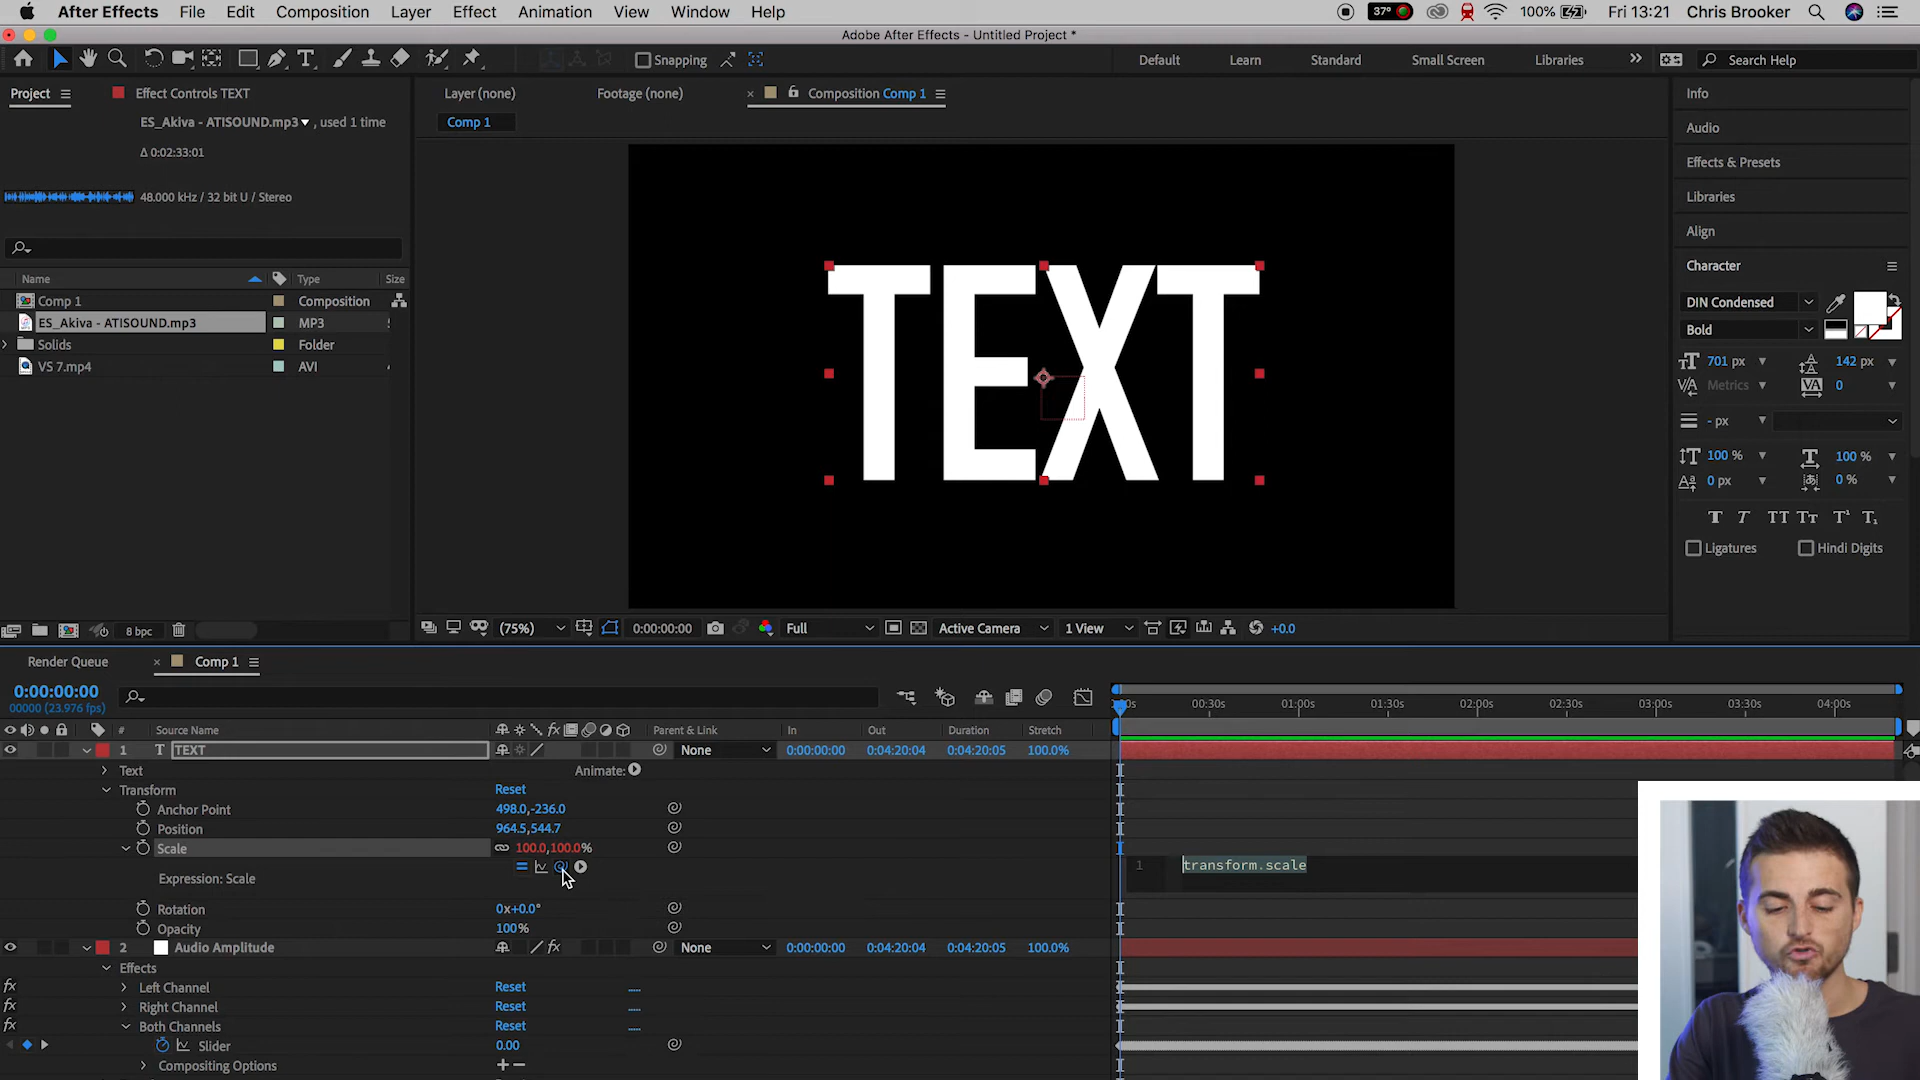 After Effects File Edit Composition Layer Effect Animation View Window Help 37° 100% Fri 13:21 Chris Brooker
Adobe After Effects - Untitled Project *
Snapping Default Learn Standard Small Screen Libraries » Search Help
Project Effect Controls TEXT Layer (none) Footage (none) × Composition Comp 1 Info
ES_Akiva - ATISOUND.mp3 , used 1 time Comp 1 Audio
Δ 0:02:33:01
Effects & Presets
48.000 kHz / 32 bit U / Stereo Libraries
Align
TEXT
Character
Name Type Size
Comp 1 Composition
DIN Condensed
ES_Akiva - ATISOUND.mp3 MP3
Bold
Solids Folder
VS 7.mp4 AVI
701 px 142 px
Metrics 0
- px
100 % 100 %
0 px 0 %
T T TT Tt T¹ T₁
Ligatures Hindi Digits
8 bpc (75%) 0:00:00:00 Full Active Camera 1 View +0.0
Render Queue × Comp 1
0:00:00:00
00000 (23.976 fps)
00s 00:30s 01:00s 01:30s 02:00s 02:30s 03:00s 03:30s 04:00s
# Source Name Parent & Link In Out Duration Stretch
1 T TEXT None 0:00:00:00 0:04:20:04 0:04:20:05 100.0%
Text Animate:
Transform Reset
Anchor Point 498.0,-236.0
Position 964.5,544.7
Scale 100.0,100.0%
1 transform.scale
Expression: Scale
Rotation 0x+0.0°
Opacity 100%
2 Audio Amplitude fx None 0:00:00:00 0:04:20:04 0:04:20:05 100.0%
Effects
fx Left Channel Reset .....
fx Right Channel Reset .....
fx Both Channels Reset .....
Slider 0.00
Compositing Options + −